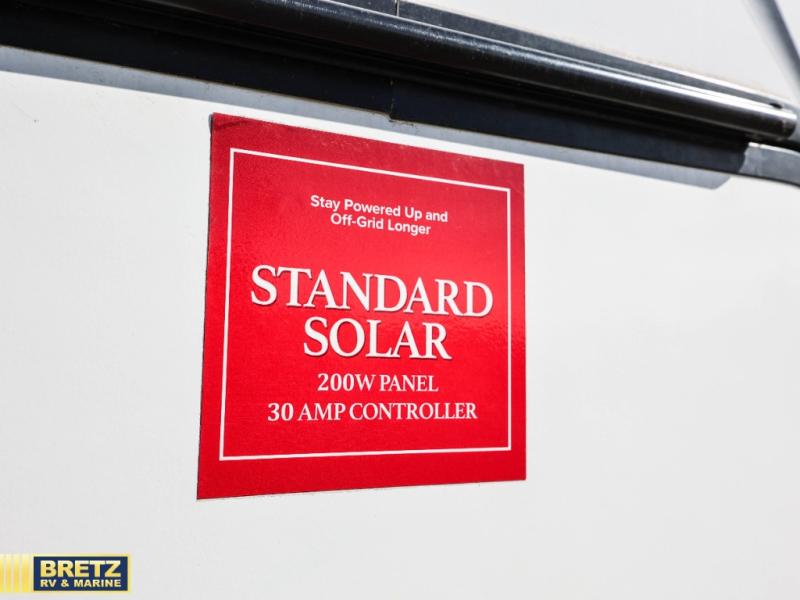 Stay Powered Up and
Off-Grid Longer
STANDARD
SOLAR
200W PANEL
30 AMP CONTROLLER
BRETZ
RV & MARINE